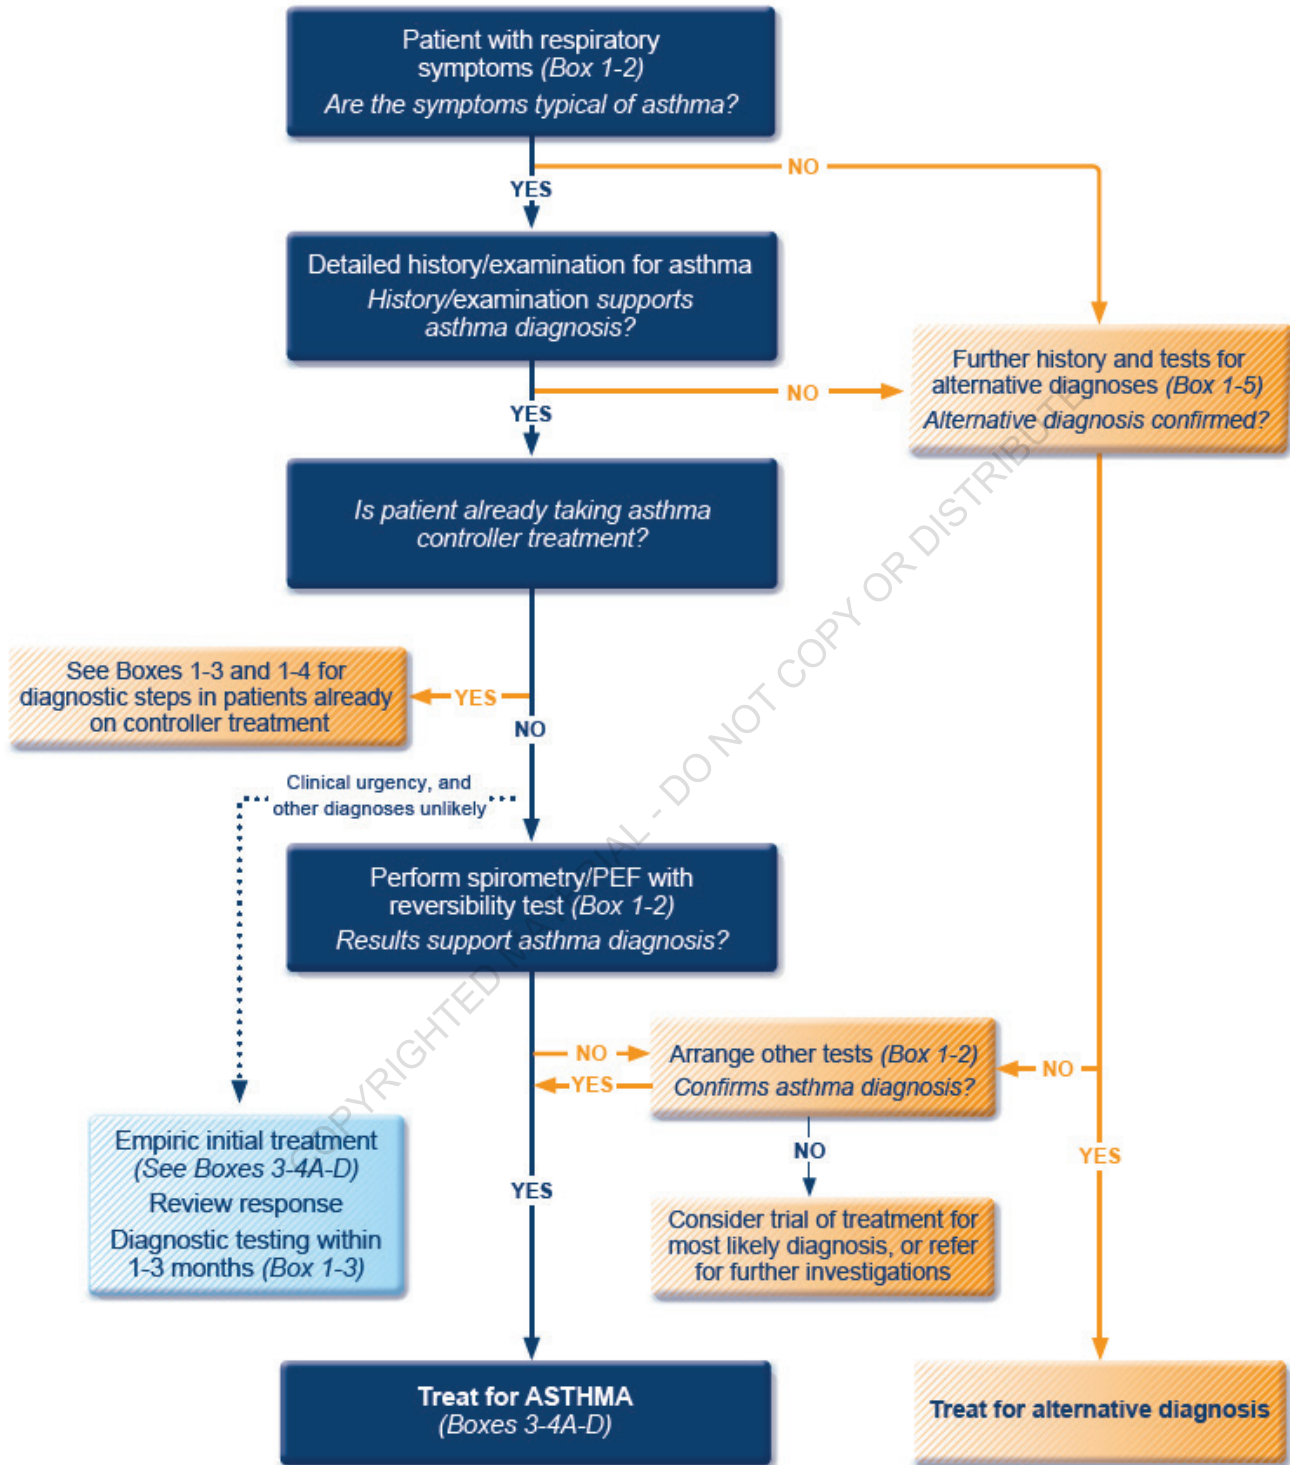 Patient with respiratory
symptoms (Box 1-2)
Are the symptoms typical of asthma?
NO
YES
Detailed history/examination for asthma
History/examination supports
asthma diagnosis?
NO
YES
Further history and tests for
alternative diagnoses (Box 1-5)
Alternative diagnosis confirmed?
Is patient already taking asthma
controller treatment?
See Boxes 1-3 and 1-4 for
diagnostic steps in patients already
on controller treatment
YES
NO
Clinical urgency, and
other diagnoses unlikely
Perform spirometry/PEF with
reversibility test (Box 1-2)
Results support asthma diagnosis?
NO
YES
Arrange other tests (Box 1-2)
Confirms asthma diagnosis?
NO
NO
YES
YES
Empiric initial treatment
(See Boxes 3-4A-D)
Review response
Diagnostic testing within
1-3 months (Box 1-3)
Consider trial of treatment for
most likely diagnosis, or refer
for further investigations
Treat for ASTHMA
(Boxes 3-4A-D)
Treat for alternative diagnosis
COPYRIGHTED MATERIAL - DO NOT COPY OR DISTRIBUTE